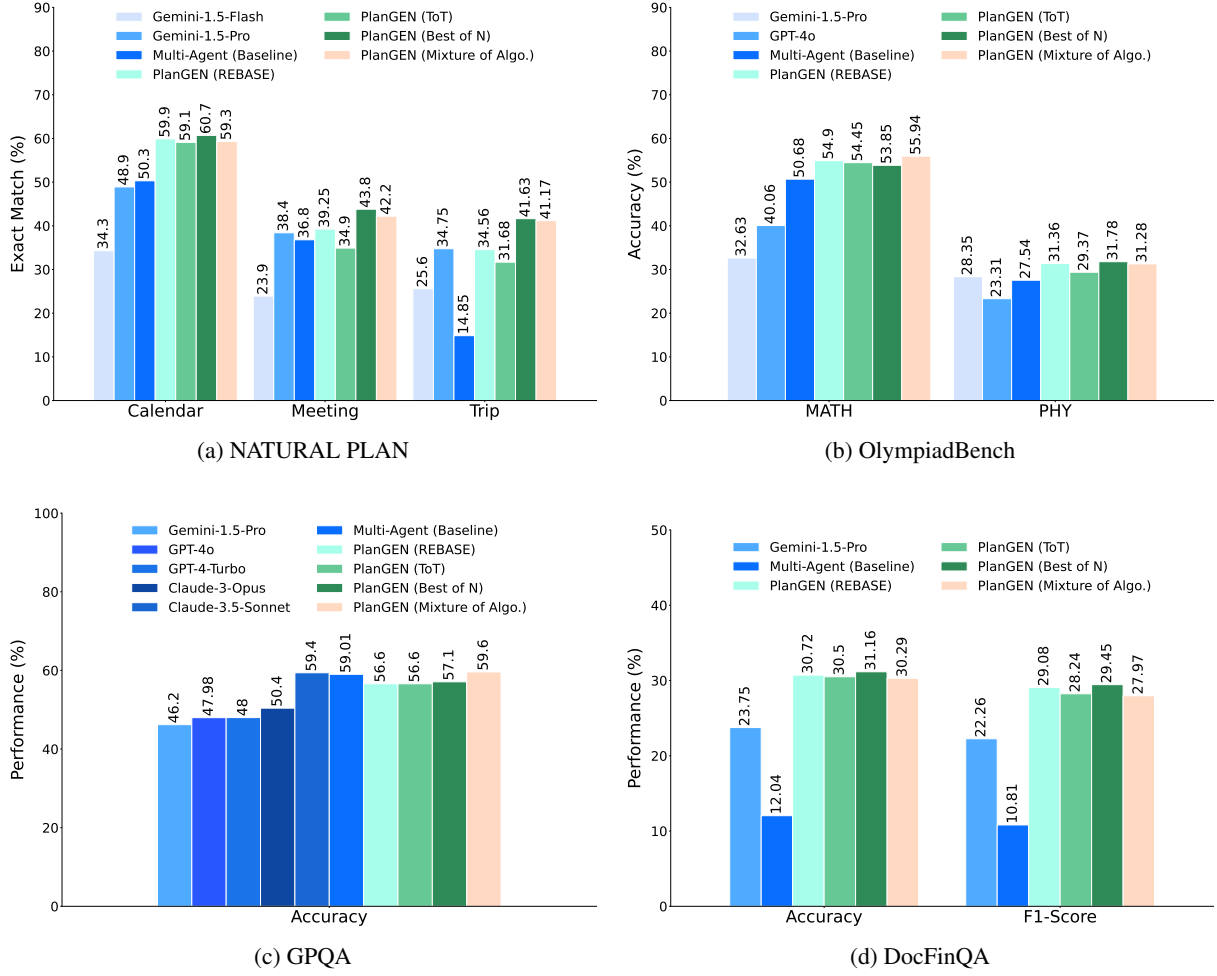 Gemini-1.5-Flash
Gemini-1.5-Pro
Multi-Agent (Baseline)
PlanGEN (REBASE)
PlanGEN (ToT)
PlanGEN (Best of N)
PlanGEN (Mixture of Algo.)
Exact Match (%)
90
80
70
60
50
40
30
20
10
0
34.3
48.9
50.3
59.9
59.1
60.7
59.3
23.9
38.4
36.8
39.25
34.9
43.8
42.2
25.6
34.75
14.85
34.56
31.68
41.63
41.17
Calendar
Meeting
Trip
(a) NATURAL PLAN
Gemini-1.5-Pro
GPT-4o
Multi-Agent (Baseline)
PlanGEN (REBASE)
PlanGEN (ToT)
PlanGEN (Best of N)
PlanGEN (Mixture of Algo.)
Accuracy (%)
90
80
70
60
50
40
30
20
10
0
32.63
40.06
50.68
54.9
54.45
53.85
55.94
28.35
23.31
27.54
31.36
29.37
31.78
31.28
MATH
PHY
(b) OlympiadBench
Gemini-1.5-Pro
GPT-4o
GPT-4-Turbo
Claude-3-Opus
Claude-3.5-Sonnet
Multi-Agent (Baseline)
PlanGEN (REBASE)
PlanGEN (ToT)
PlanGEN (Best of N)
PlanGEN (Mixture of Algo.)
Performance (%)
100
80
60
40
20
0
46.2
47.98
48
50.4
59.4
59.01
56.6
56.6
57.1
59.6
Accuracy
(c) GPQA
Gemini-1.5-Pro
Multi-Agent (Baseline)
PlanGEN (REBASE)
PlanGEN (ToT)
PlanGEN (Best of N)
PlanGEN (Mixture of Algo.)
Performance (%)
50
40
30
20
10
0
23.75
12.04
30.72
30.5
31.16
30.29
22.26
10.81
29.08
28.24
29.45
27.97
Accuracy
F1-Score
(d) DocFinQA